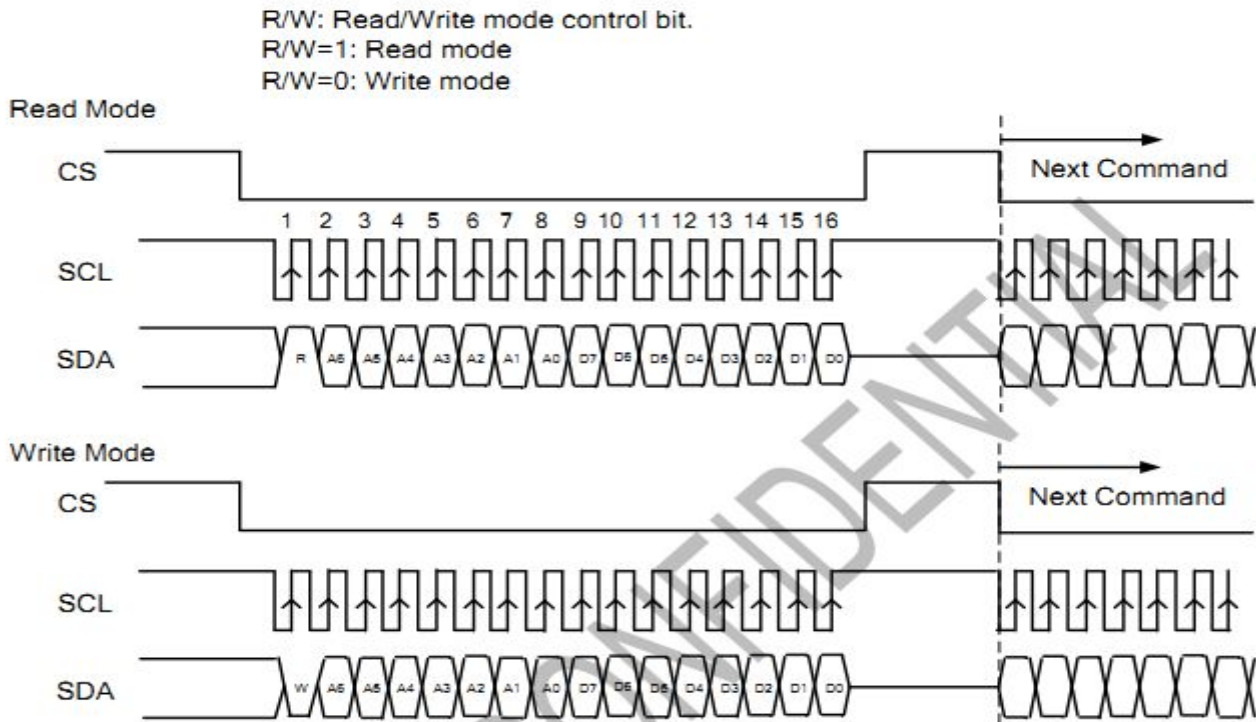 R/W: Read/Write mode control bit.
R/W=1: Read mode
R/W=0: Write mode
Read Mode
CS
Next Command
1 2 3 4 5 6 7 8 9 10 11 12 13 14 15 16
SCL
SDA
R A6 A5 A4 A3 A2 A1 A0 D7 D6 D5 D4 D3 D2 D1 D0
Write Mode
CS
Next Command
SCL
SDA
W A6 A5 A4 A3 A2 A1 A0 D7 D6 D5 D4 D3 D2 D1 D0
CONFIDENTIAL